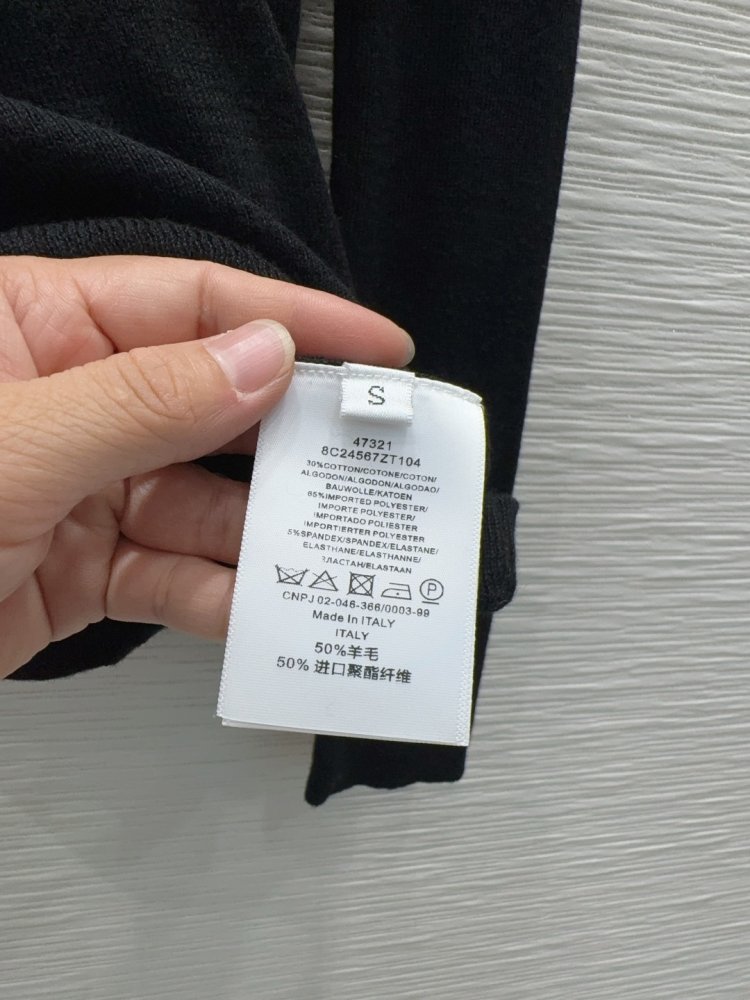 S
47321
8C24567ZT104
30%COTTON/COTONE/COTON/
ALGODON/ALGODON/ALGODAO/
BAUWOLLE/KATOEN
65%IMPORTED POLYESTER/
IMPORTE POLYESTER/
IMPORTADO POLIESTER
IMPORTIERTER POLYESTER
5%SPANDEX/SPANDEX/ELASTANE/
ELASTHANE/ELASTHANNE/
ЭЛАСТАН/ELASTAAN
CNPJ 02-046-366/0003-99
Made In ITALY
ITALY
50%羊毛
50% 进口聚酯纤维